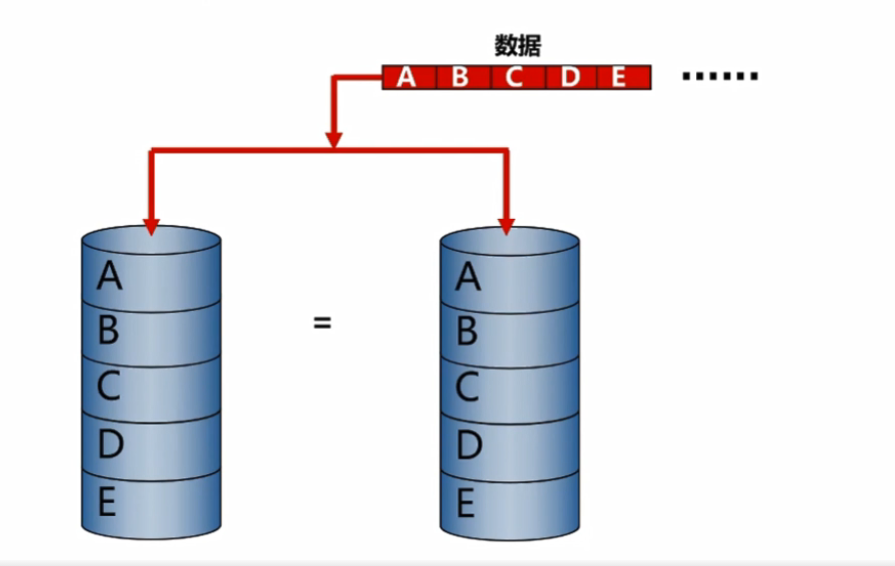 数据
A B C D E ……
A A
B B
=
C C
D D
E E